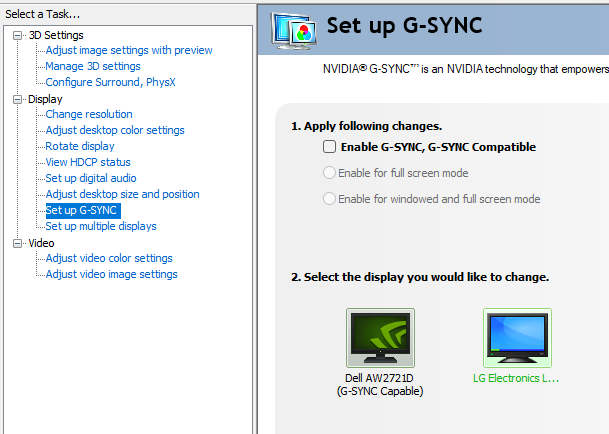 Select a Task...
3D Settings
Adjust image settings with preview
Manage 3D settings
Configure Surround, PhysX
Display
Change resolution
Adjust desktop color settings
Rotate display
View HDCP status
Set up digital audio
Adjust desktop size and position
Set up G-SYNC
Set up multiple displays
Video
Adjust video color settings
Adjust video image settings
Set up G-SYNC
NVIDIA® G-SYNC™ is an NVIDIA technology that empowers
1. Apply following changes.
Enable G-SYNC, G-SYNC Compatible
Enable for full screen mode
Enable for windowed and full screen mode
2. Select the display you would like to change.
Dell AW2721D
(G-SYNC Capable)
LG Electronics L...